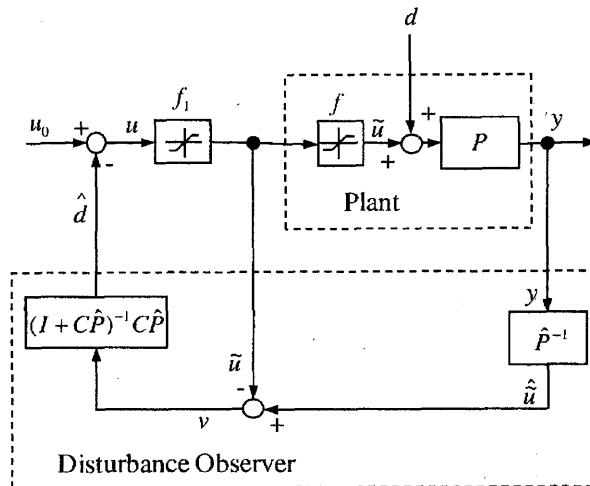 d
f₁
f
u₀
+
-
u
ũ
+
+
P
y
Plant
d̂
y
(I + CP̂)⁻¹CP̂
P̂⁻¹
ũ
-
ũ̂
v
+
Disturbance Observer